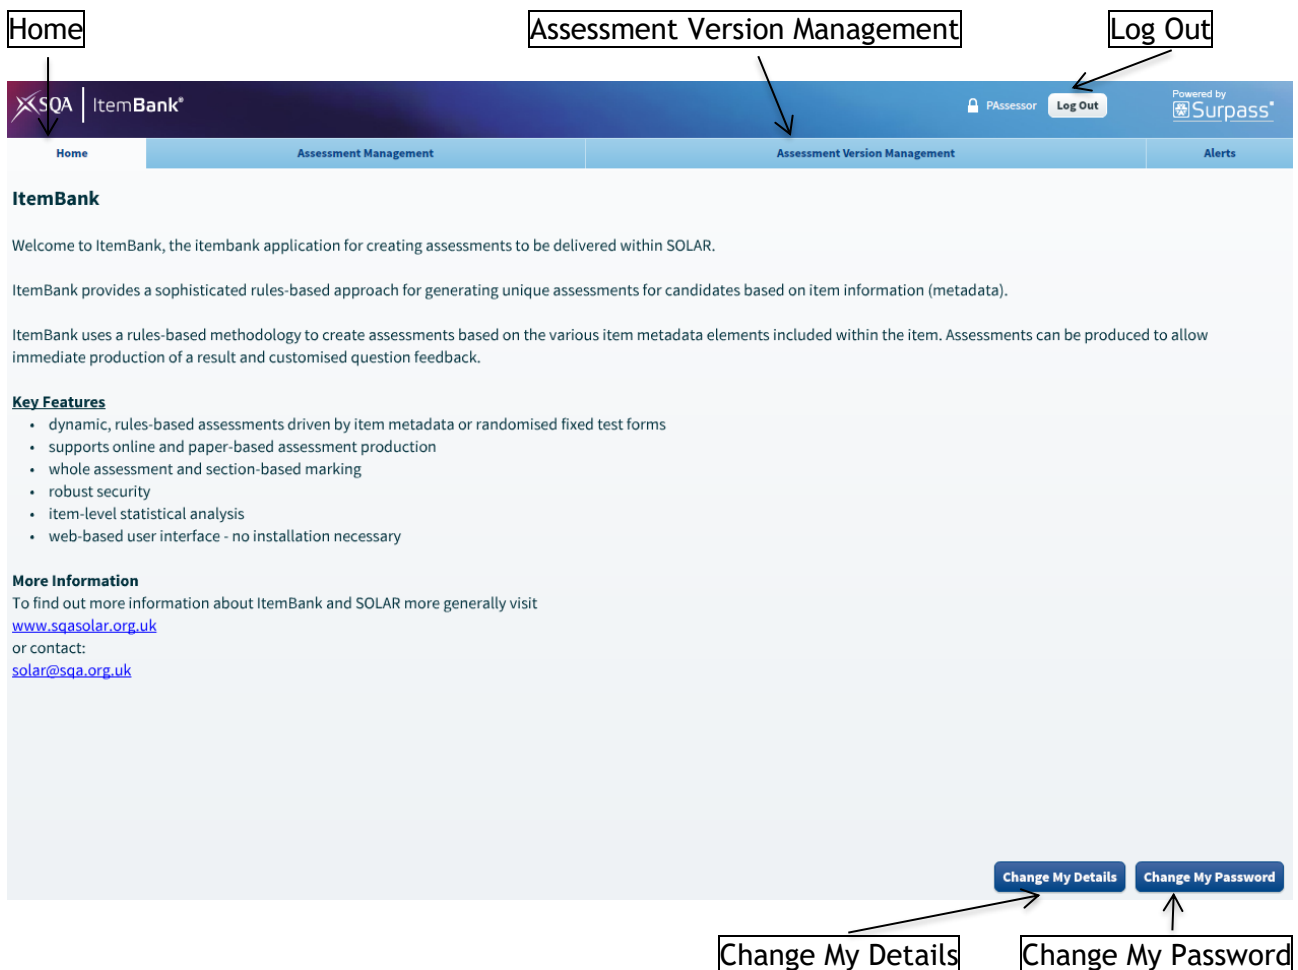 Home
Assessment Version Management
Log Out
SQA | ItemBank®
PAssessor
Log Out
Powered by
Surpass®
Home
Assessment Management
Assessment Version Management
Alerts
ItemBank
Welcome to ItemBank, the itembank application for creating assessments to be delivered within SOLAR.
ItemBank provides a sophisticated rules-based approach for generating unique assessments for candidates based on item information (metadata).
ItemBank uses a rules-based methodology to create assessments based on the various item metadata elements included within the item. Assessments can be produced to allow
immediate production of a result and customised question feedback.
Key Features
• dynamic, rules-based assessments driven by item metadata or randomised fixed test forms
• supports online and paper-based assessment production
• whole assessment and section-based marking
• robust security
• item-level statistical analysis
• web-based user interface - no installation necessary
More Information
To find out more information about ItemBank and SOLAR more generally visit
www.sqasolar.org.uk
or contact:
solar@sqa.org.uk
Change My Details
Change My Password
Change My Details
Change My Password